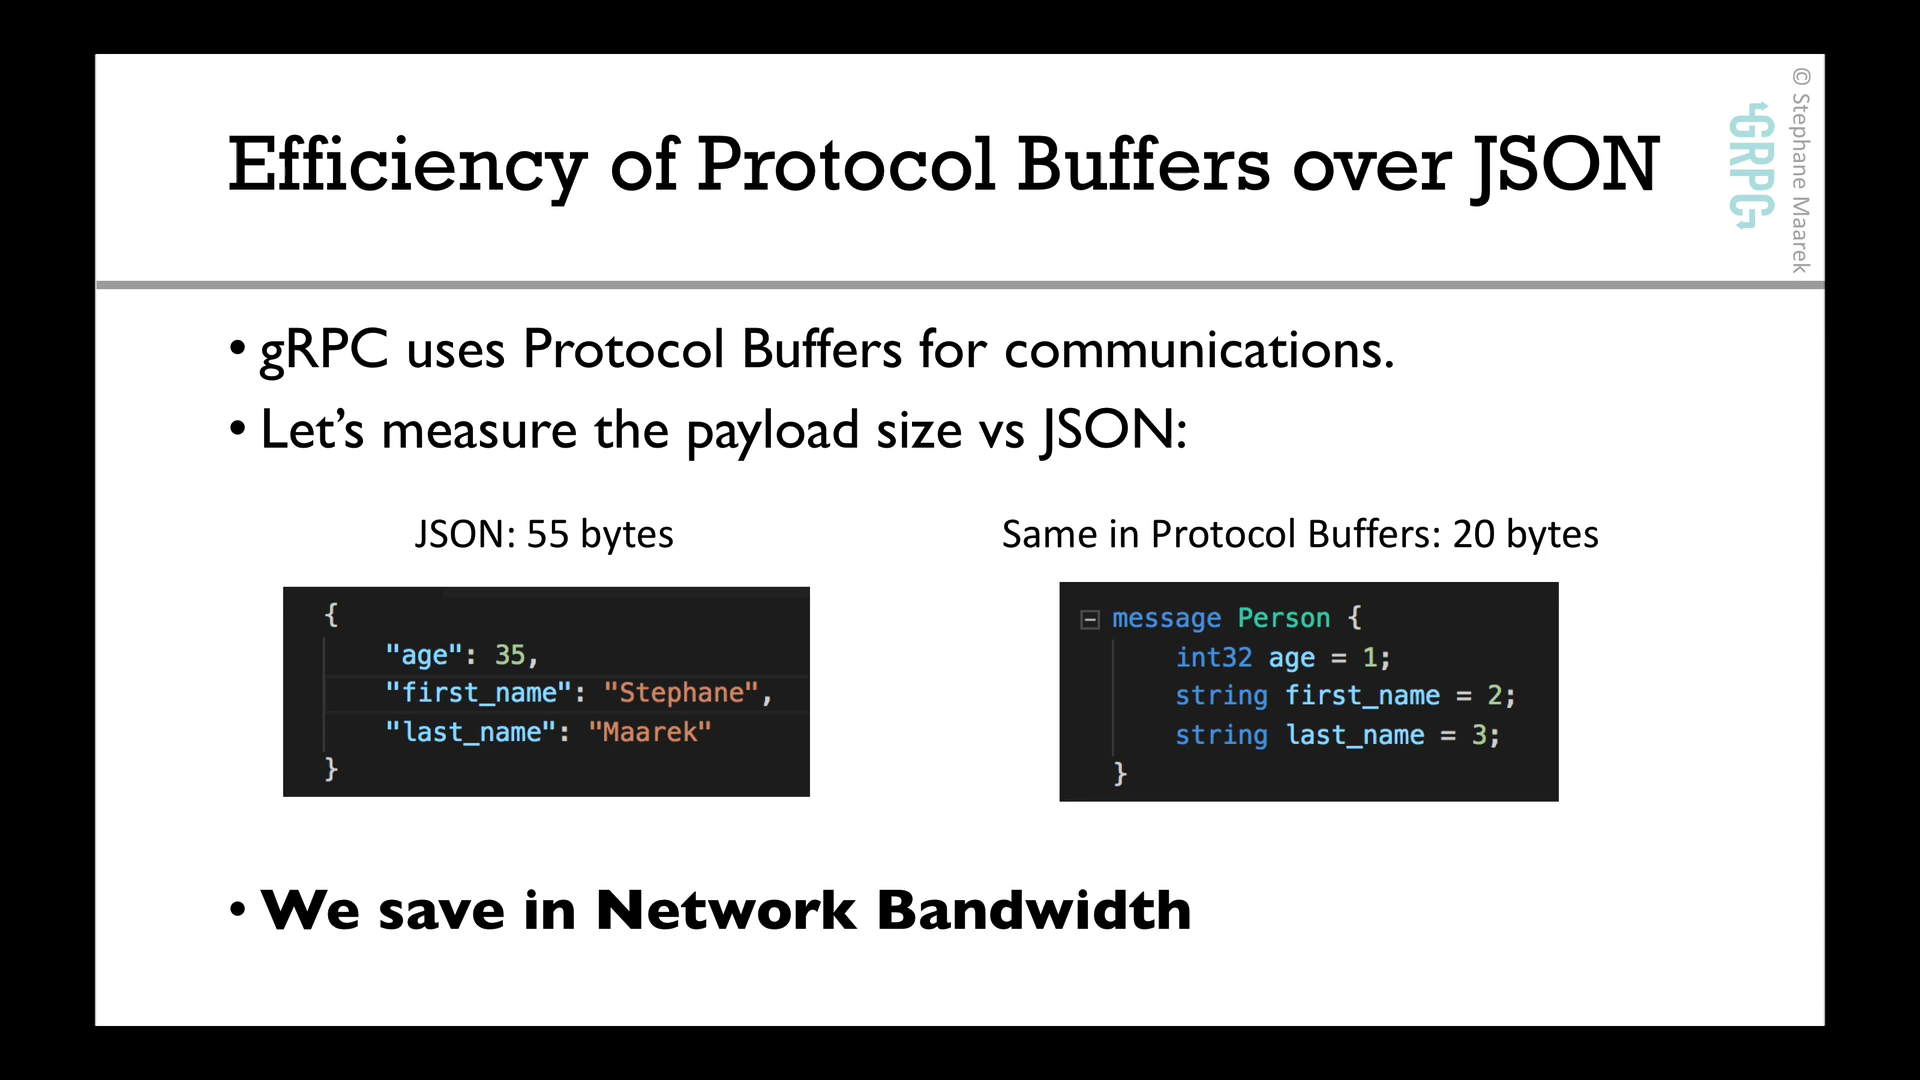 Efficiency of Protocol Buffers over JSON
GRPC
© Stephane Maarek
• gRPC uses Protocol Buffers for communications.
• Let’s measure the payload size vs JSON:
JSON: 55 bytes
{
"age": 35,
"first_name": "Stephane",
"last_name": "Maarek"
}
Same in Protocol Buffers: 20 bytes
message Person {
int32 age = 1;
string first_name = 2;
string last_name = 3;
}
• We save in Network Bandwidth